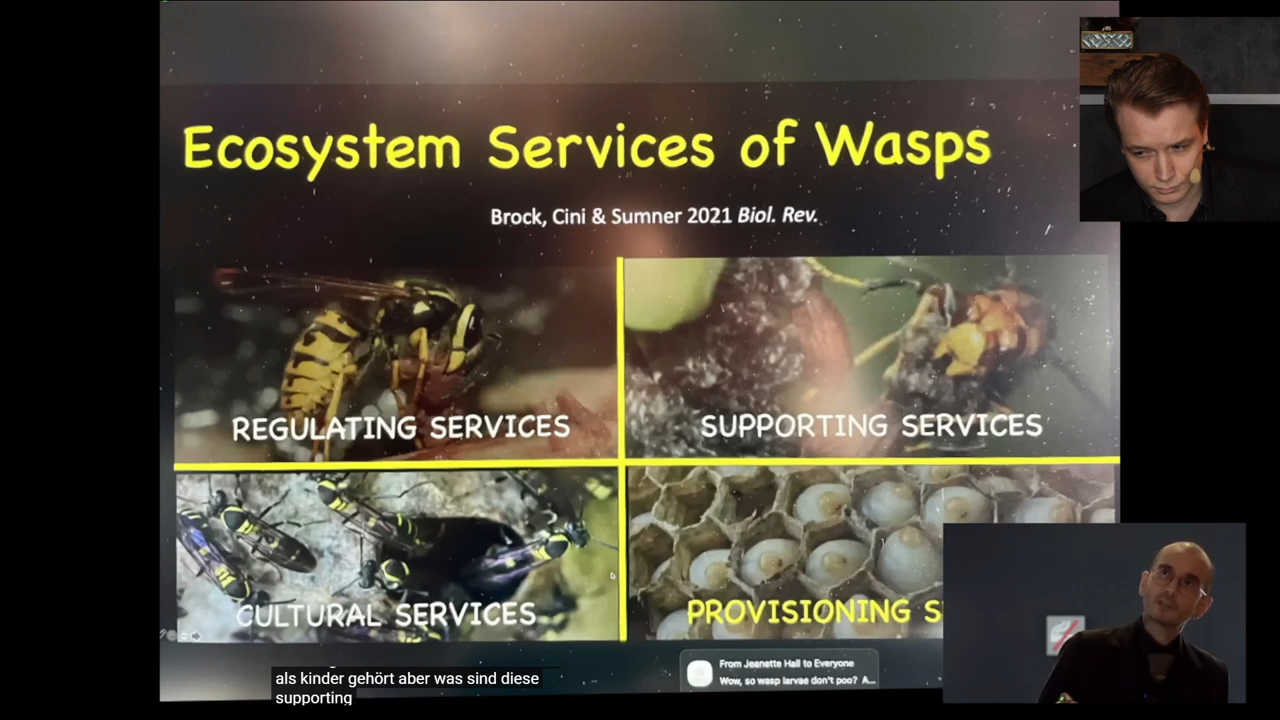 Ecosystem Services of Wasps
Brock, Cini & Sumner 2021 Biol. Rev.
REGULATING SERVICES
SUPPORTING SERVICES
CULTURAL SERVICES
PROVISIONING S
From Jeanette Hall to Everyone
Wow, so wasp larvae don't poo? A...
als kinder gehört aber was sind diese
supporting